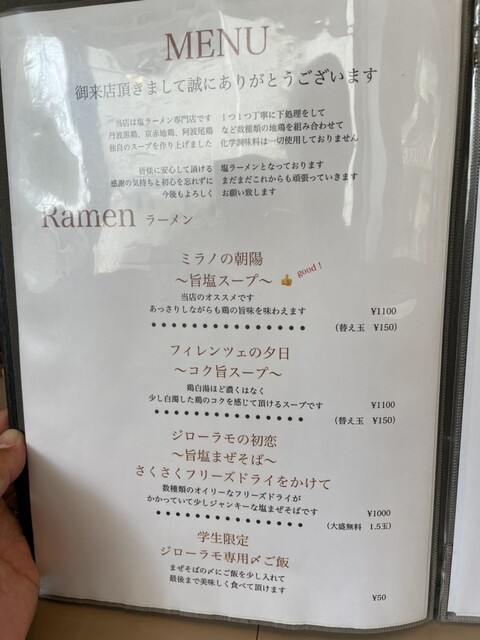 MENU
御来店頂きまして誠にありがとうございます
当店は塩ラーメン専門店です 1つ1つ丁寧に下処理をして
丹波黒鶏、京赤地鶏、阿波尾鶏 など数種類の地鶏を組み合わせて
独自のスープを作り上げました 化学調味料は一切使用しておりません
皆様に安心して頂ける 塩ラーメンとなっております
感謝の気持ちと初心を忘れずに まだまだこれからも頑張っていきます
今後もよろしく お願い致します
Ramen ラーメン
ミラノの朝陽
〜旨塩スープ〜 👍 good！
当店のオススメです
あっさりしながらも鶏の旨味を味わえます ¥1100
(替え玉 ¥150)
フィレンツェの夕日
〜コク旨スープ〜
鶏白湯ほど濃くはなく
少し白濁した鶏のコクを感じて頂けるスープです ¥1100
(替え玉 ¥150)
ジローラモの初恋
〜旨塩まぜそば〜
さくさくフリーズドライをかけて
数種類のオイリーなフリーズドライが
かかっていて少しジャンキーな塩まぜそばです ¥1000
(大盛無料 1.5玉)
学生限定
ジローラモ専用〆ご飯
まぜそばの〆にご飯を少し入れて
最後まで美味しく食べて頂けます ¥50